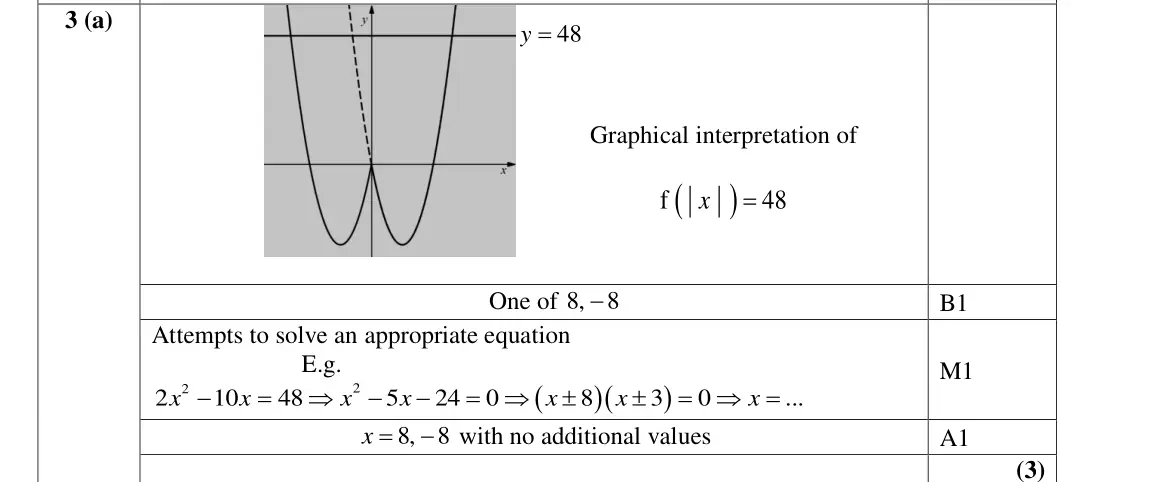 3 (a)
y
y = 48
x
Graphical interpretation of
f(|x|) = 48
One of 8, −8
B1
Attempts to solve an appropriate equation
E.g.
2x² − 10x = 48 ⇒ x² − 5x − 24 = 0 ⇒ (x ± 8)(x ± 3) = 0 ⇒ x = ...
M1
x = 8, −8 with no additional values
A1
(3)